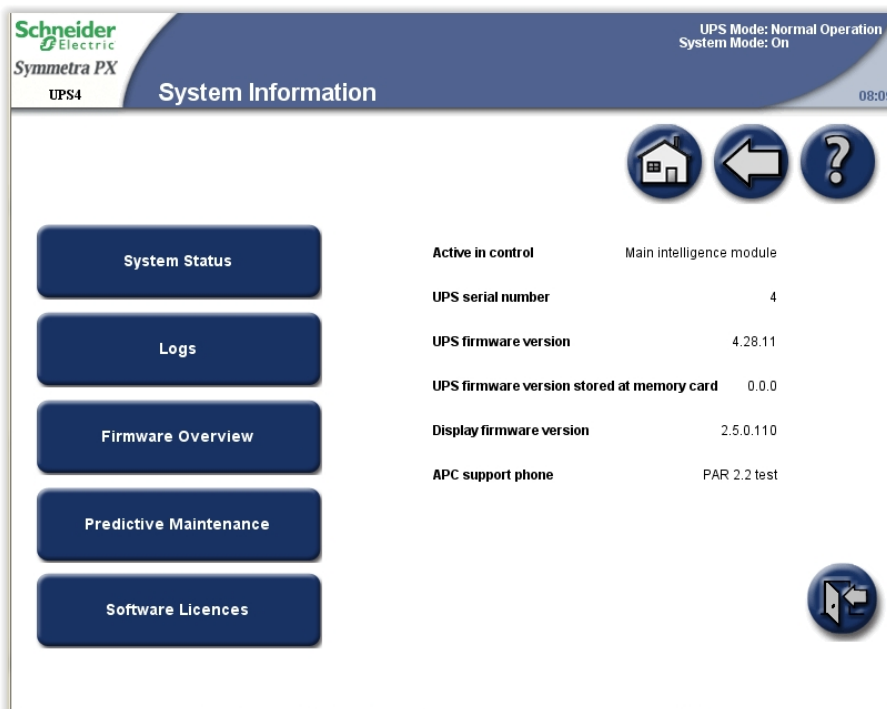 Schneider
Electric
Symmetra PX
UPS4
System Information
UPS Mode: Normal Operation
System Mode: On
?
System Status
Logs
Firmware Overview
Predictive Maintenance
Software Licences
Active in control Main intelligence module
UPS serial number 4
UPS firmware version 4.28.11
UPS firmware version stored at memory card 0.0.0
Display firmware version 2.5.0.110
APC support phone PAR 2.2 test